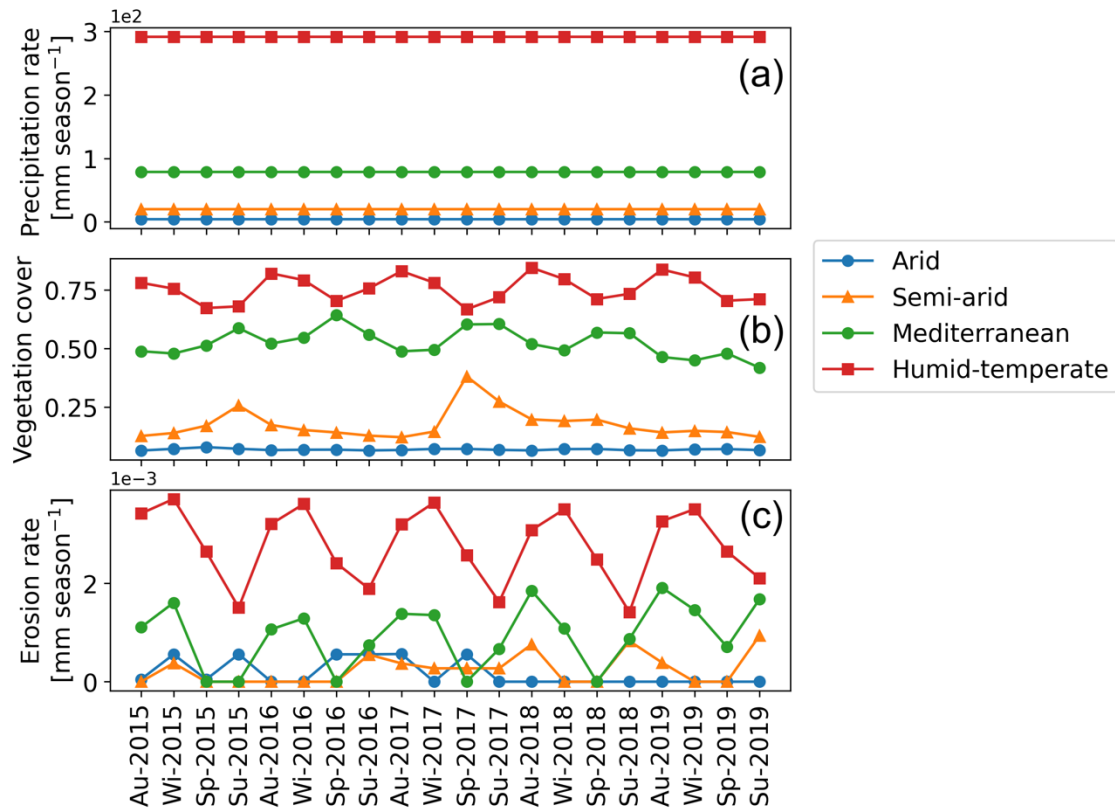 1e2
Precipitation rate
[mm season⁻¹]
3
2
1
0
(a)
Vegetation cover
0.75
0.50
0.25
(b)
Arid
Semi-arid
Mediterranean
Humid-temperate
1e−3
Erosion rate
[mm season⁻¹]
2
0
(c)
Au-2015
Wi-2015
Sp-2015
Su-2015
Au-2016
Wi-2016
Sp-2016
Su-2016
Au-2017
Wi-2017
Sp-2017
Su-2017
Au-2018
Wi-2018
Sp-2018
Su-2018
Au-2019
Wi-2019
Sp-2019
Su-2019